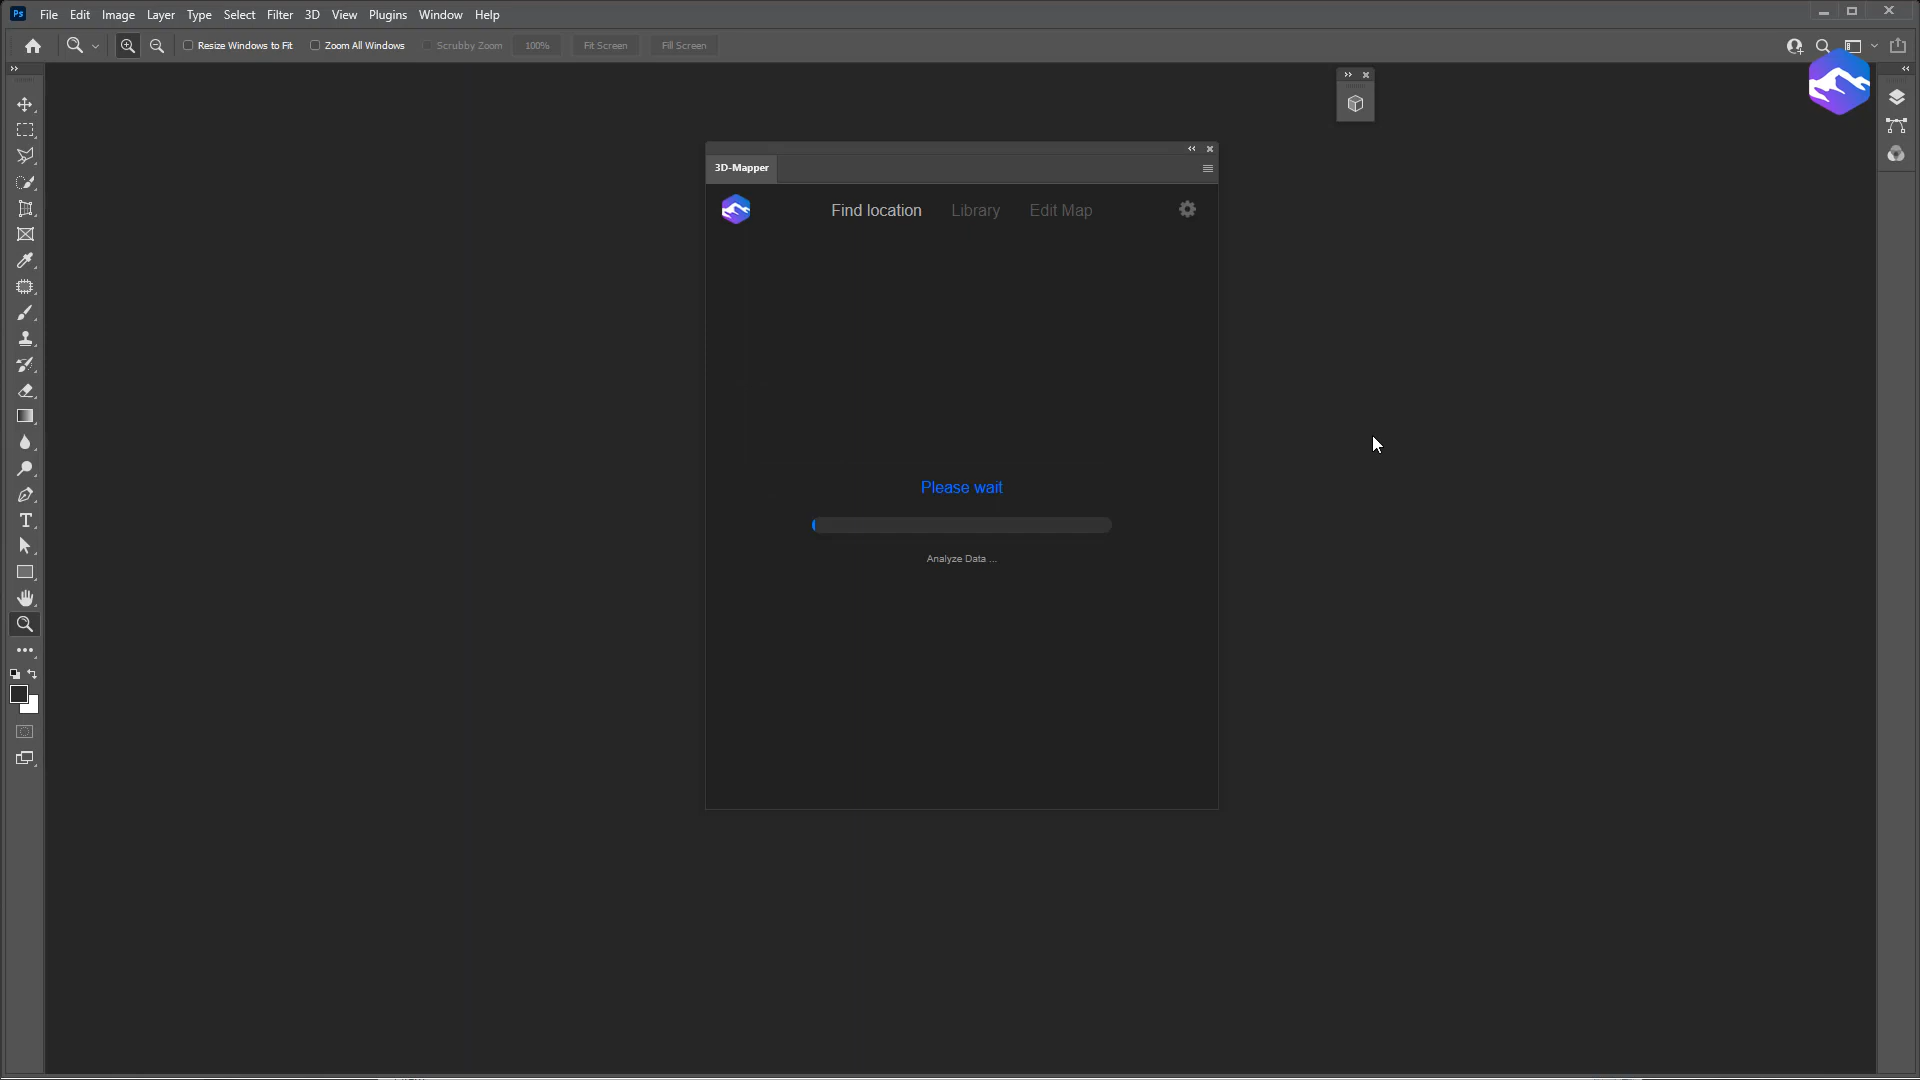 Ps File Edit Image Layer Type Select Filter 3D View Plugins Window Help
Resize Windows to Fit Zoom All Windows Scrubby Zoom 100% Fit Screen Fill Screen
3D-Mapper
Find location Library Edit Map
Please wait
Analyze Data ...